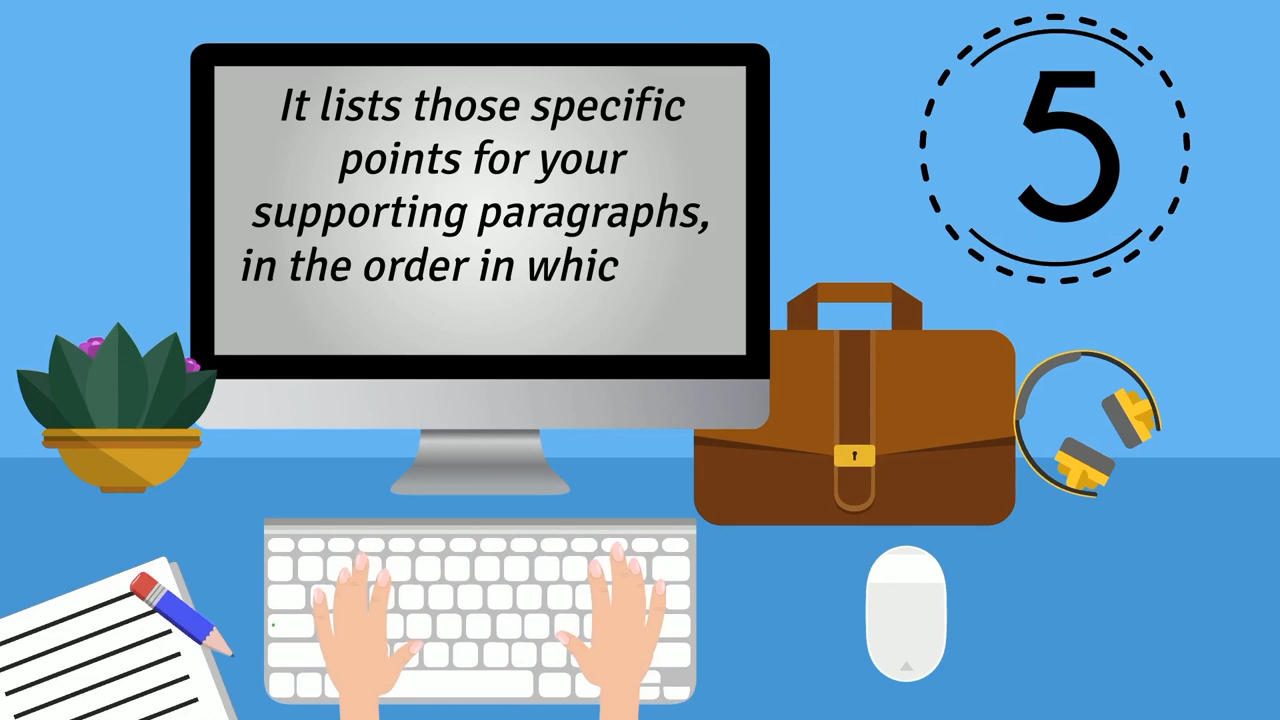 It lists those specific
points for your
supporting paragraphs,
in the order in whic
5